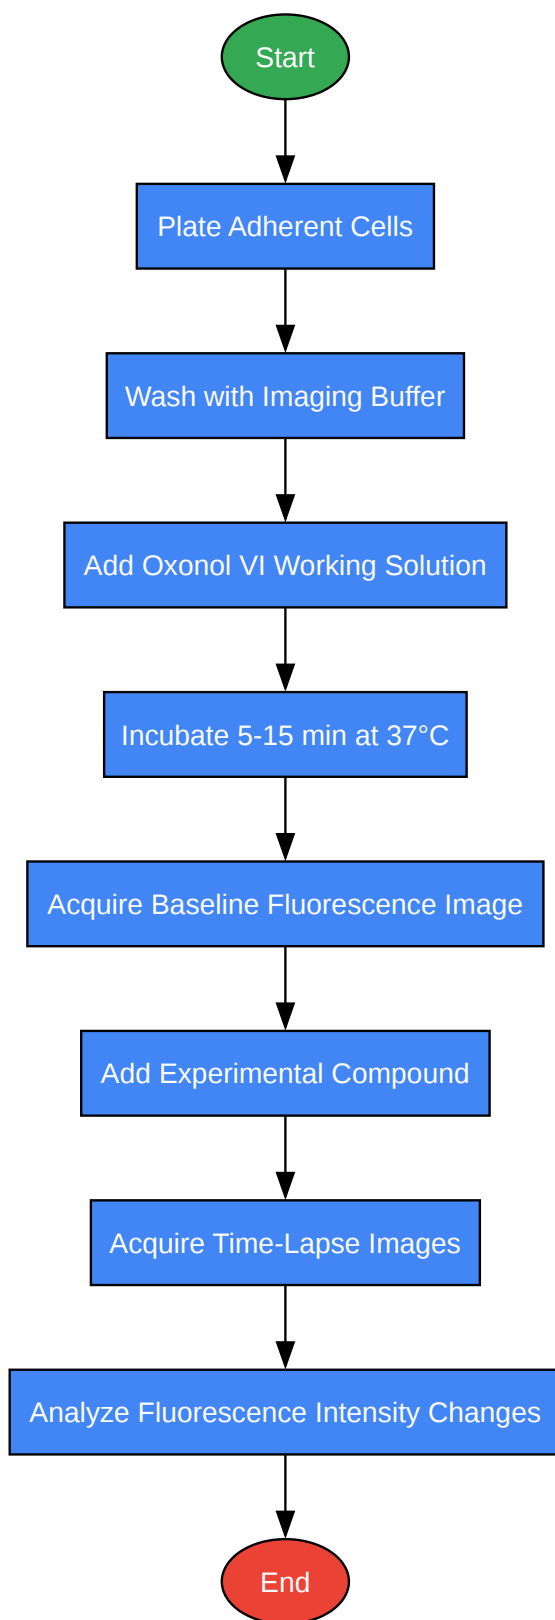 Start
Plate Adherent Cells
Wash with Imaging Buffer
Add Oxonol VI Working Solution
Incubate 5-15 min at 37°C
Acquire Baseline Fluorescence Image
Add Experimental Compound
Acquire Time-Lapse Images
Analyze Fluorescence Intensity Changes
End